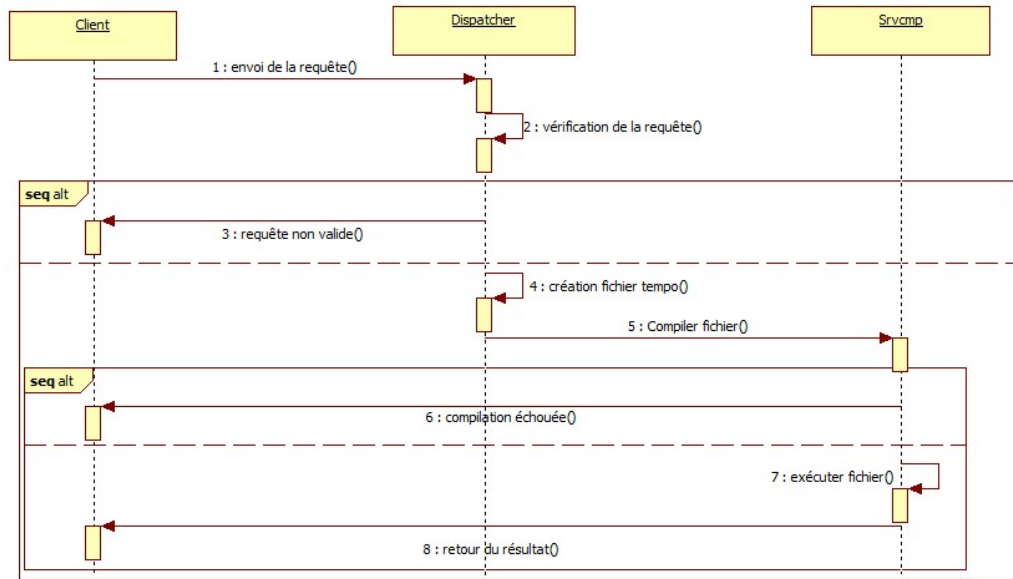 Client
Dispatcher
Srvcmp
1 : envoi de la requête()
2 : vérification de la requête()
seq alt
3 : requête non valide()
4 : création fichier tempo()
5 : Compiler fichier()
seq alt
6 : compilation échouée()
7 : exécuter fichier()
8 : retour du résultat()